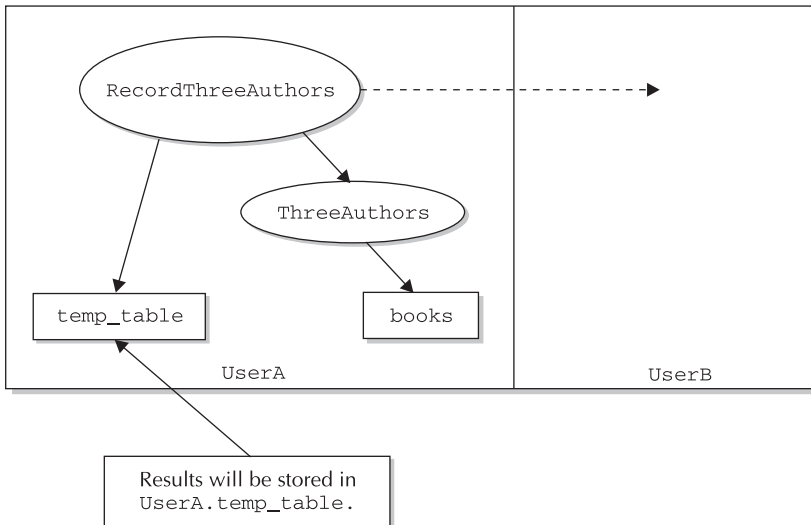 RecordThreeAuthors
ThreeAuthors
temp_table
books
UserA
UserB
Results will be stored in
UserA.temp_table.